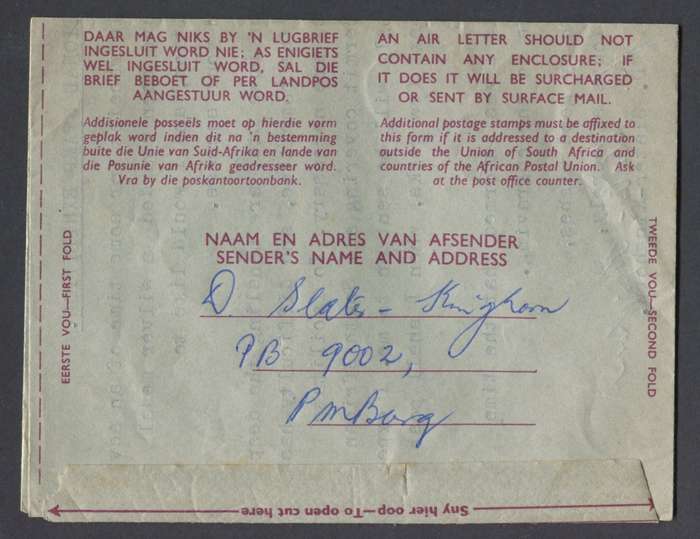 DAAR MAG NIKS BY 'N LUGBRIEF
INGESLUIT WORD NIE; AS ENIGIETS
WEL INGESLUIT WORD, SAL DIE
BRIEF BEBOET OF PER LANDPOS
AANGESTUUR WORD.
Addisionele posseëls moet op hierdie vorm
geplak word indien dit na 'n bestemming
buite die Unie van Suid-Afrika en lande van
die Posunie van Afrika geadresseer word.
Vra by die poskantoortoonbank.
AN AIR LETTER SHOULD NOT
CONTAIN ANY ENCLOSURE; IF
IT DOES IT WILL BE SURCHARGED
OR SENT BY SURFACE MAIL.
Additional postage stamps must be affixed to
this form if it is addressed to a destination
outside the Union of South Africa and
countries of the African Postal Union. Ask
at the post office counter.
EERSTE VOU—FIRST FOLD
NAAM EN ADRES VAN AFSENDER
SENDER'S NAME AND ADDRESS
D. Slater - Kinghorn
PB 9002,
PMBurg
TWEEDE VOU—SECOND FOLD
Sny hier oop—To open cut here